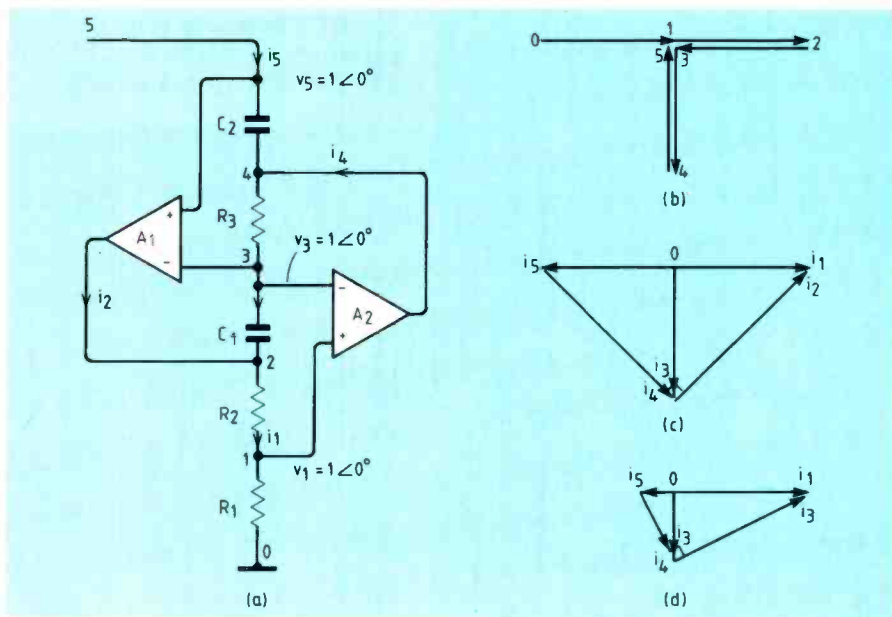 5
i5
v5 = 1∠0°
C2
4
i4
R3
+
A1
−
3
v3 = 1∠0°
−
A2
+
i2
C1
2
R2
i1
1
v1 = 1∠0°
R1
0
(a)
0
1
2
5
3
4
(b)
i5
0
i1
i2
i3
i4
(c)
i5
0
i1
i3
i3
i4
(d)